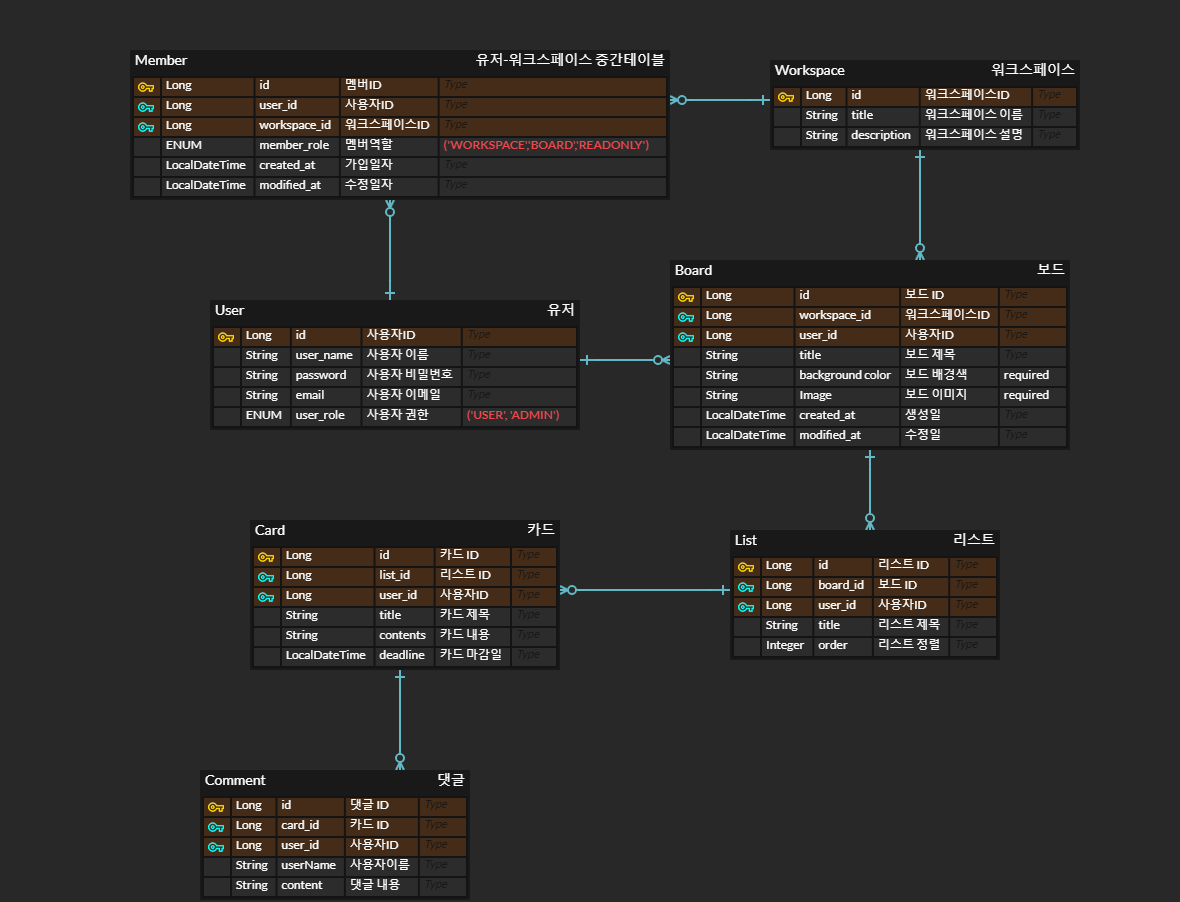 Member 유저-워크스페이스 중간테이블
Long id 멤버ID Type
Long user_id 사용자ID Type
Long workspace_id 워크스페이스ID Type
ENUM member_role 멤버역할 ('WORKSPACE','BOARD','READONLY')
LocalDateTime created_at 가입일자 Type
LocalDateTime modified_at 수정일자 Type
Workspace 워크스페이스
Long id 워크스페이스ID Type
String title 워크스페이스 이름 Type
String description 워크스페이스 설명 Type
User 유저
Long id 사용자ID Type
String user_name 사용자 이름 Type
String password 사용자 비밀번호 Type
String email 사용자 이메일 Type
ENUM user_role 사용자 권한 ('USER', 'ADMIN')
Board 보드
Long id 보드 ID Type
Long workspace_id 워크스페이스ID Type
Long user_id 사용자ID Type
String title 보드 제목 Type
String background color 보드 배경색 required
String Image 보드 이미지 required
LocalDateTime created_at 생성일 Type
LocalDateTime modified_at 수정일 Type
Card 카드
Long id 카드 ID Type
Long list_id 리스트 ID Type
Long user_id 사용자ID Type
String title 카드 제목 Type
String contents 카드 내용 Type
LocalDateTime deadline 카드 마감일 Type
List 리스트
Long id 리스트 ID Type
Long board_id 보드 ID Type
Long user_id 사용자ID Type
String title 리스트 제목 Type
Integer order 리스트 정렬 Type
Comment 댓글
Long id 댓글 ID Type
Long card_id 카드 ID Type
Long user_id 사용자ID Type
String userName 사용자이름 Type
String content 댓글 내용 Type